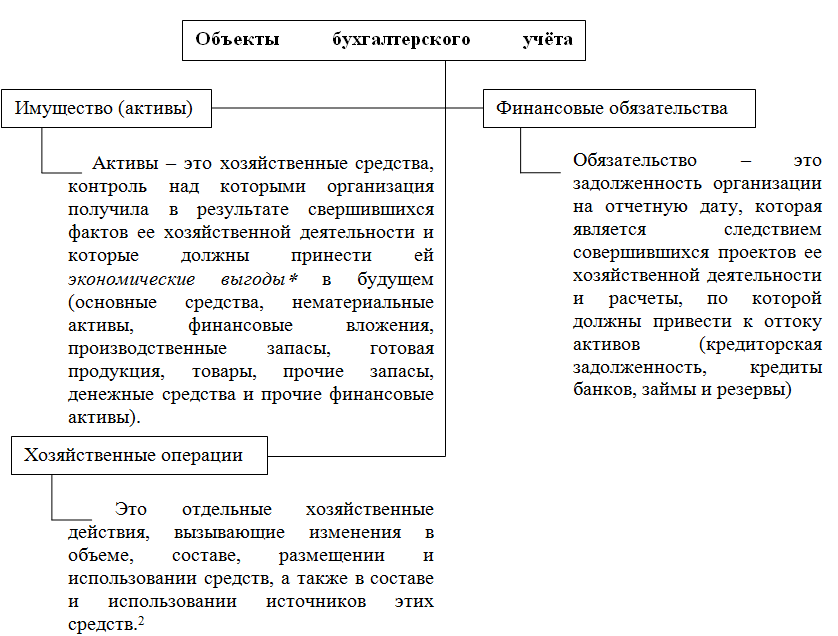 Объекты бухгалтерского учёта
Имущество (активы)
Финансовые обязательства
Активы – это хозяйственные средства,
контроль над которыми организация
получила в результате свершившихся
фактов ее хозяйственной деятельности и
которые должны принести ей
экономические выгоды* в будущем
(основные средства, нематериальные
активы, финансовые вложения,
производственные запасы, готовая
продукция, товары, прочие запасы,
денежные средства и прочие финансовые
активы).
Обязательство – это
задолженность организации
на отчетную дату, которая
является следствием
совершившихся проектов ее
хозяйственной деятельности
и расчеты, по которой
должны привести к оттоку
активов (кредиторская
задолженность, кредиты
банков, займы и резервы)
Хозяйственные операции
Это отдельные хозяйственные
действия, вызывающие изменения в
объеме, составе, размещении и
использовании средств, а также в составе
и использовании источников этих
средств.2